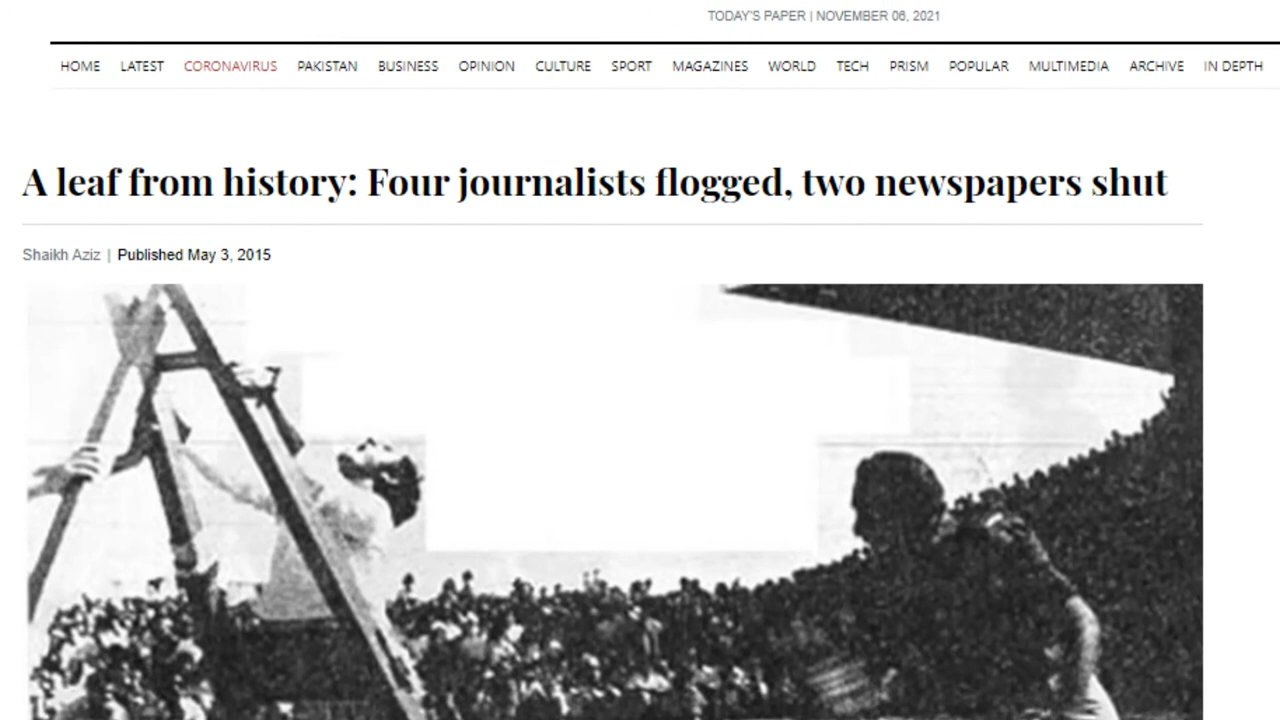 TODAY'S PAPER | NOVEMBER 06, 2021
HOME LATEST CORONAVIRUS PAKISTAN BUSINESS OPINION CULTURE SPORT MAGAZINES WORLD TECH PRISM POPULAR MULTIMEDIA ARCHIVE IN DEPTH
A leaf from history: Four journalists flogged, two newspapers shut
Shaikh Aziz | Published May 3, 2015